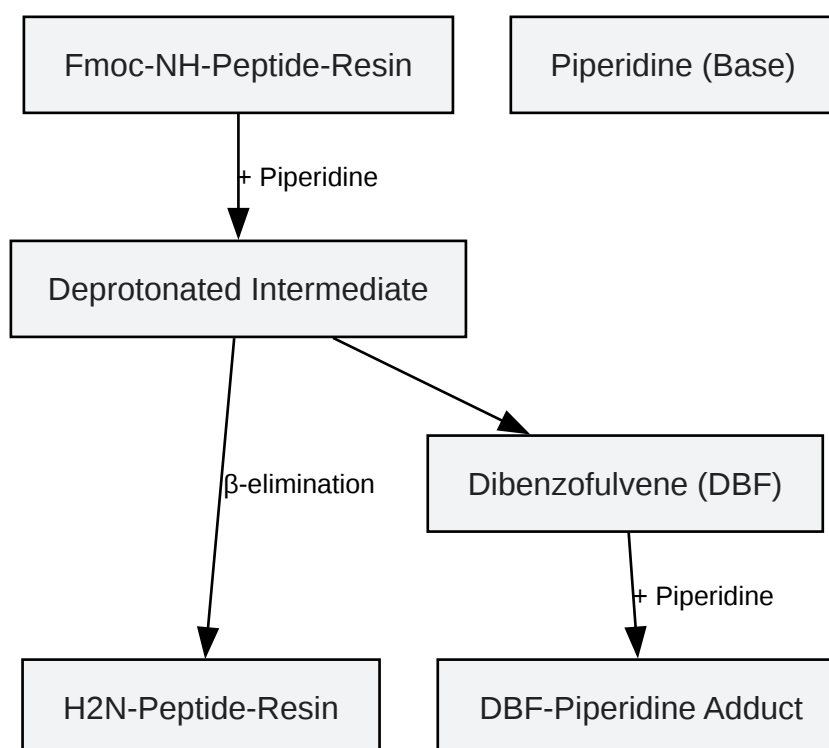 Fmoc-NH-Peptide-Resin
Piperidine (Base)
+ Piperidine
Deprotonated Intermediate
β-elimination
Dibenzofulvene (DBF)
+ Piperidine
H2N-Peptide-Resin
DBF-Piperidine Adduct